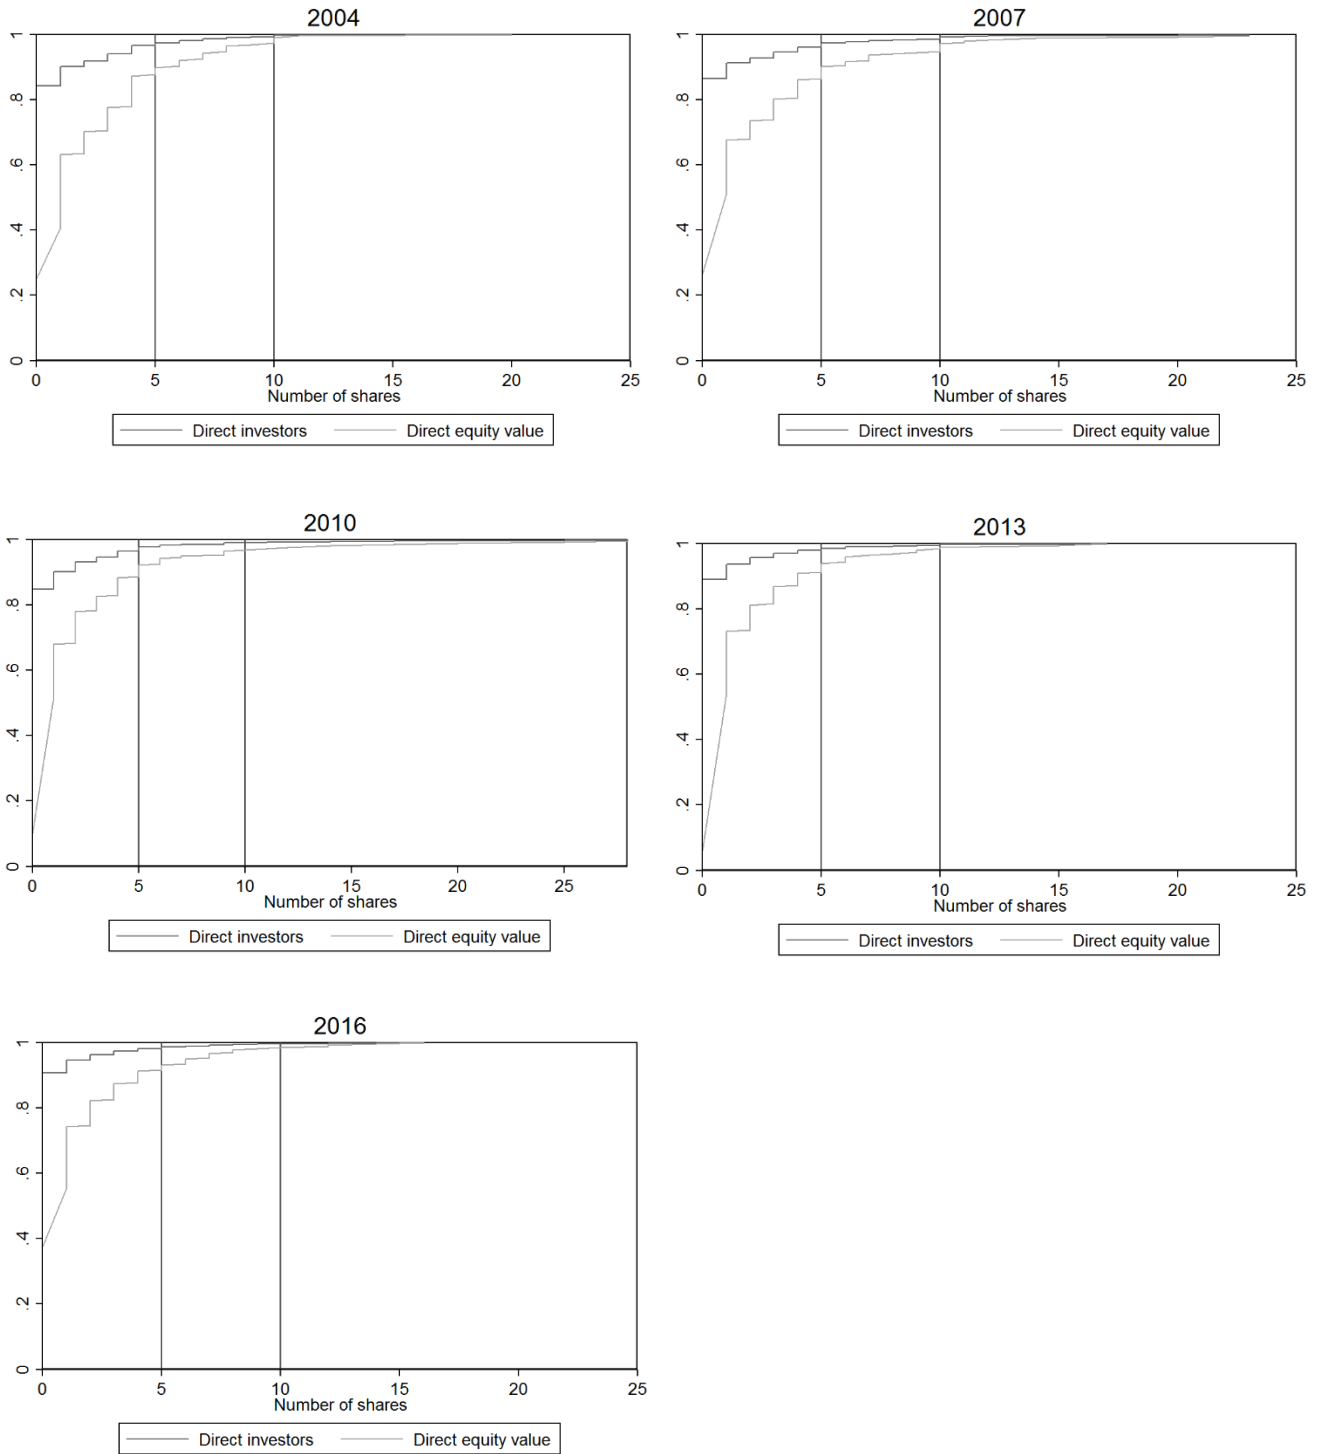 2004
1
.8
.6
.4
.2
0
0 5 10 15 20 25
Number of shares
Direct investors Direct equity value
2007
1
.8
.6
.4
.2
0
0 5 10 15 20 25
Number of shares
Direct investors Direct equity value
2010
1
.8
.6
.4
.2
0
0 5 10 15 20 25
Number of shares
Direct investors Direct equity value
2013
1
.8
.6
.4
.2
0
0 5 10 15 20 25
Number of shares
Direct investors Direct equity value
2016
1
.8
.6
.4
.2
0
0 5 10 15 20 25
Number of shares
Direct investors Direct equity value